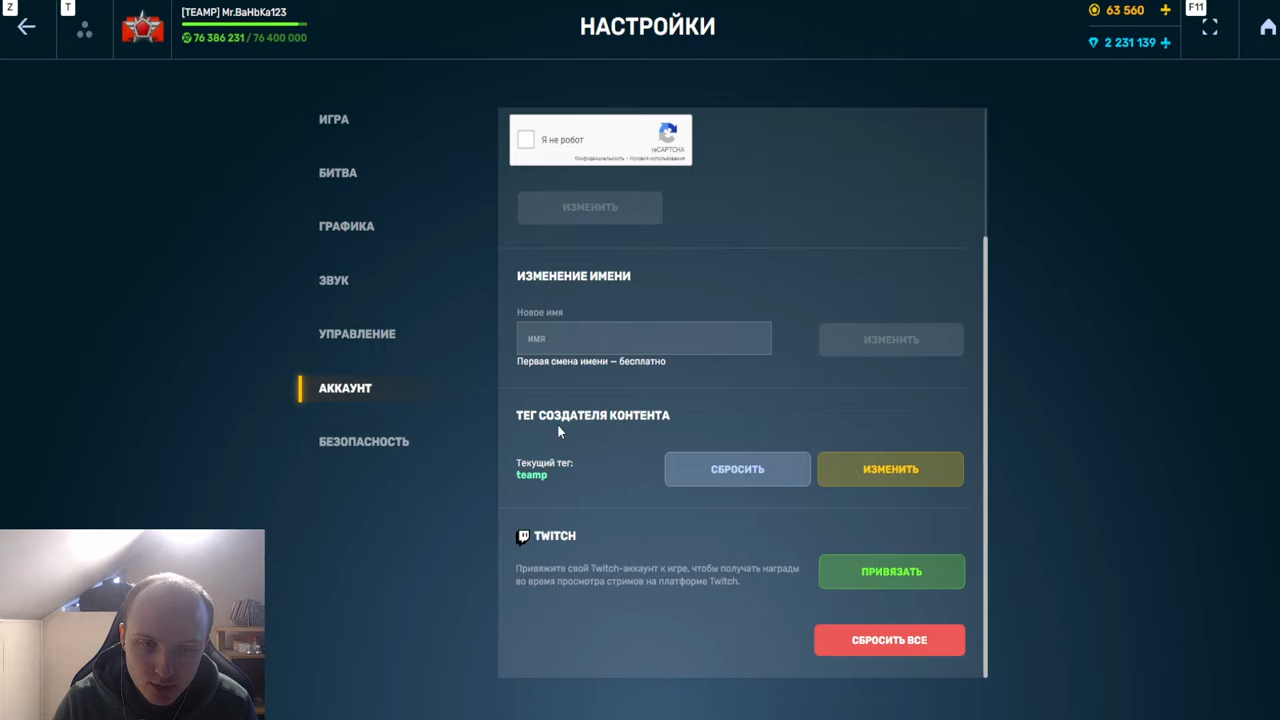 Z
T
[TEAMP] Mr.BaHbKa123
76 386 231 / 76 400 000
НАСТРОЙКИ
63 560
2 231 139
F11
ИГРА
БИТВА
ГРАФИКА
ЗВУК
УПРАВЛЕНИЕ
АККАУНТ
БЕЗОПАСНОСТЬ
Я не робот
reCAPTCHA
Конфиденциальность - Условия использования
ИЗМЕНИТЬ
ИЗМЕНЕНИЕ ИМЕНИ
Новое имя
имя
ИЗМЕНИТЬ
Первая смена имени — бесплатно
ТЕГ СОЗДАТЕЛЯ КОНТЕНТА
Текущий тег:
teamp
СБРОСИТЬ
ИЗМЕНИТЬ
TWITCH
Привяжите свой Twitch-аккаунт к игре, чтобы получать награды
во время просмотра стримов на платформе Twitch.
ПРИВЯЗАТЬ
СБРОСИТЬ ВСЕ